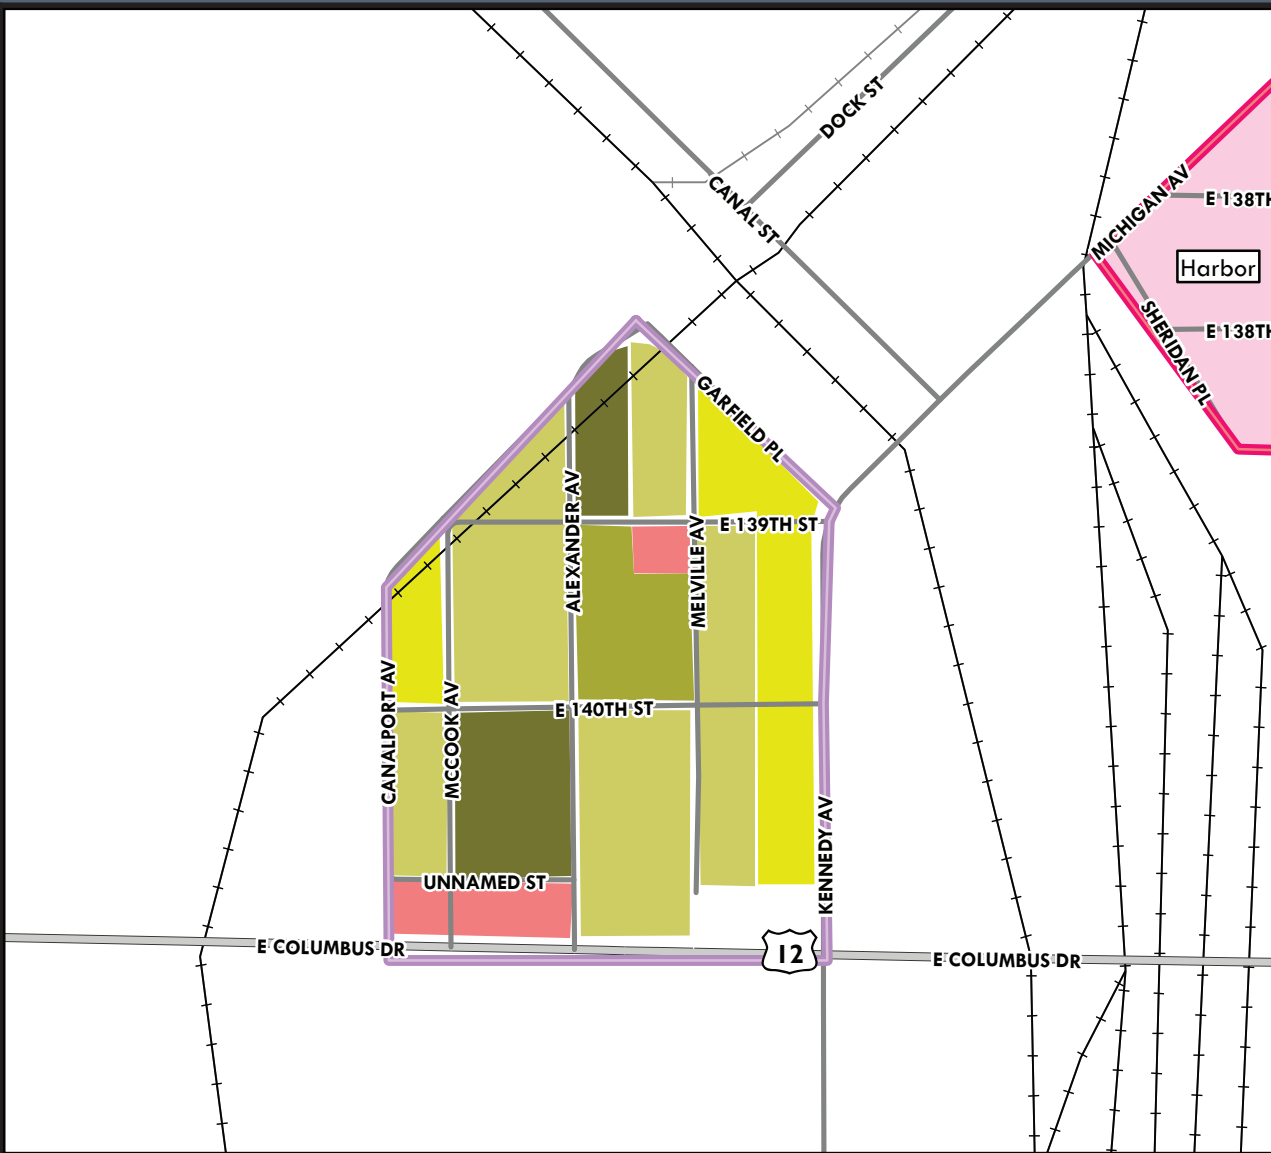 DOCK ST
CANAL ST
MICHIGAN AV
E 138TH
Harbor
SHERIDAN PL
E 138TH
GARFIELD PL
ALEXANDER AV
E 139TH ST
MELVILLE AV
CANALPORT AV
MCCOOK AV
E 140TH ST
KENNEDY AV
UNNAMED ST
E COLUMBUS DR
12
E COLUMBUS DR